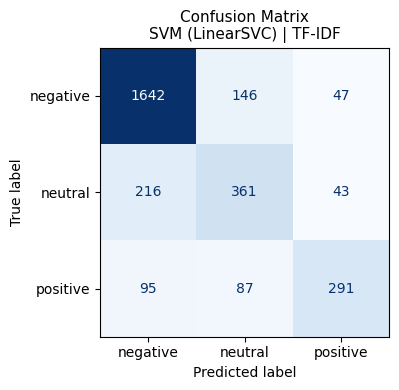 Confusion Matrix
SVM (LinearSVC) | TF-IDF
True label
negative 1642 146 47
neutral 216 361 43
positive 95 87 291
negative neutral positive
Predicted label